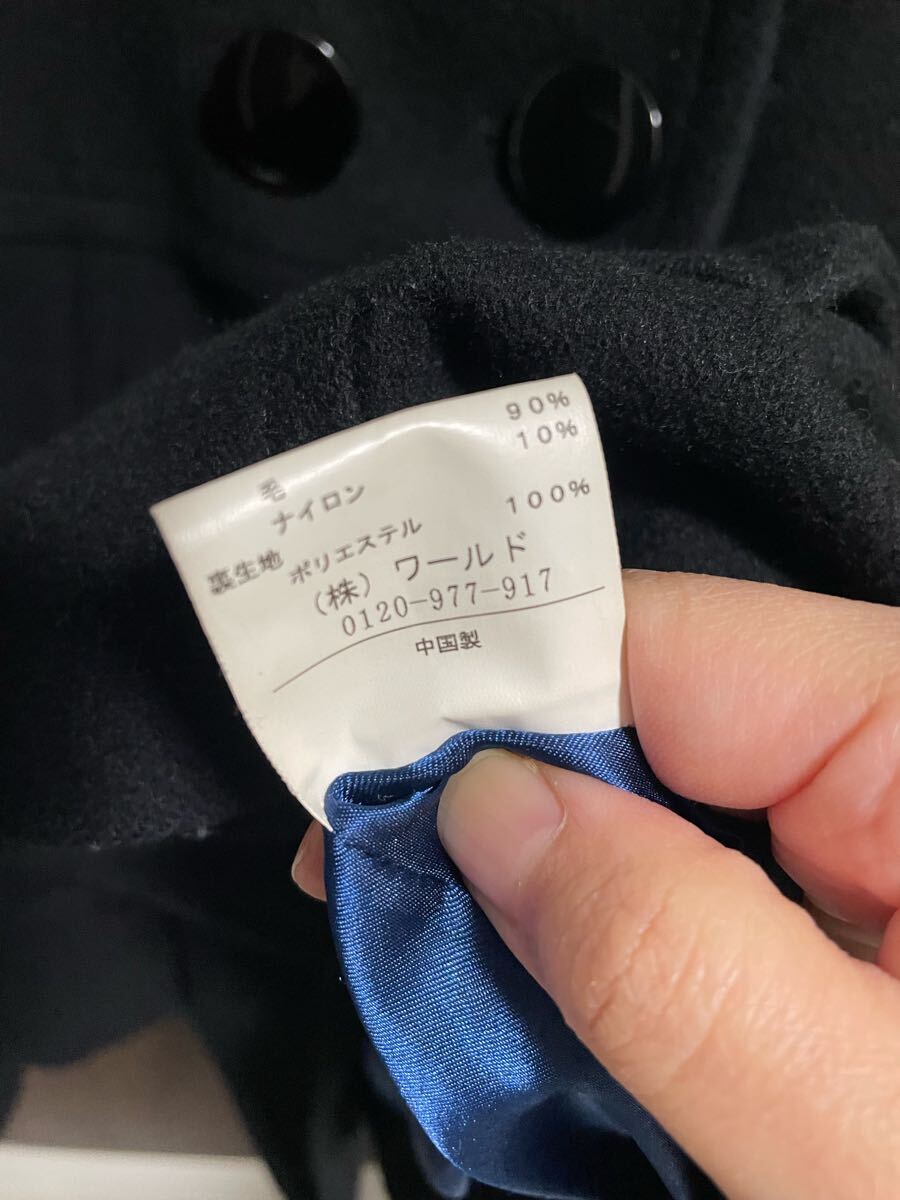 毛 90%
ナイロン 10%
裏生地
ポリエステル 100%
(株) ワールド
0120-977-917
中国製